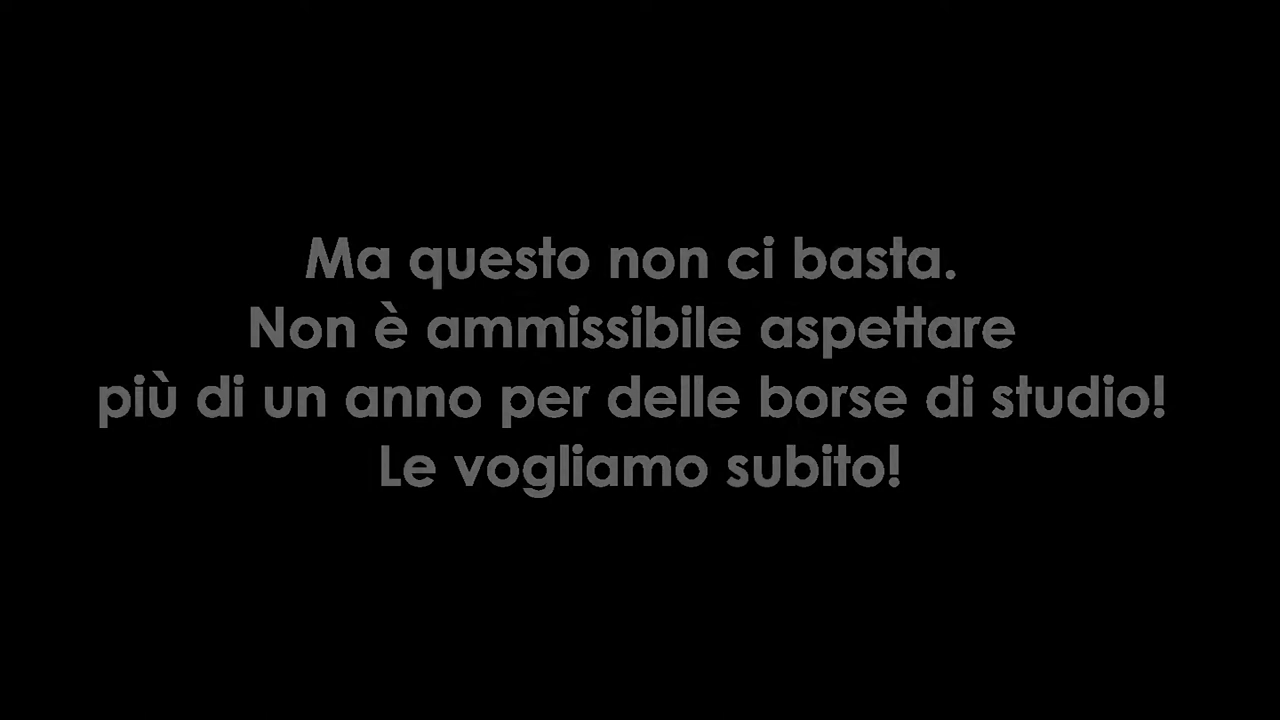 Ma questo non ci basta.
Non è ammissibile aspettare
più di un anno per delle borse di studio!
Le vogliamo subito!